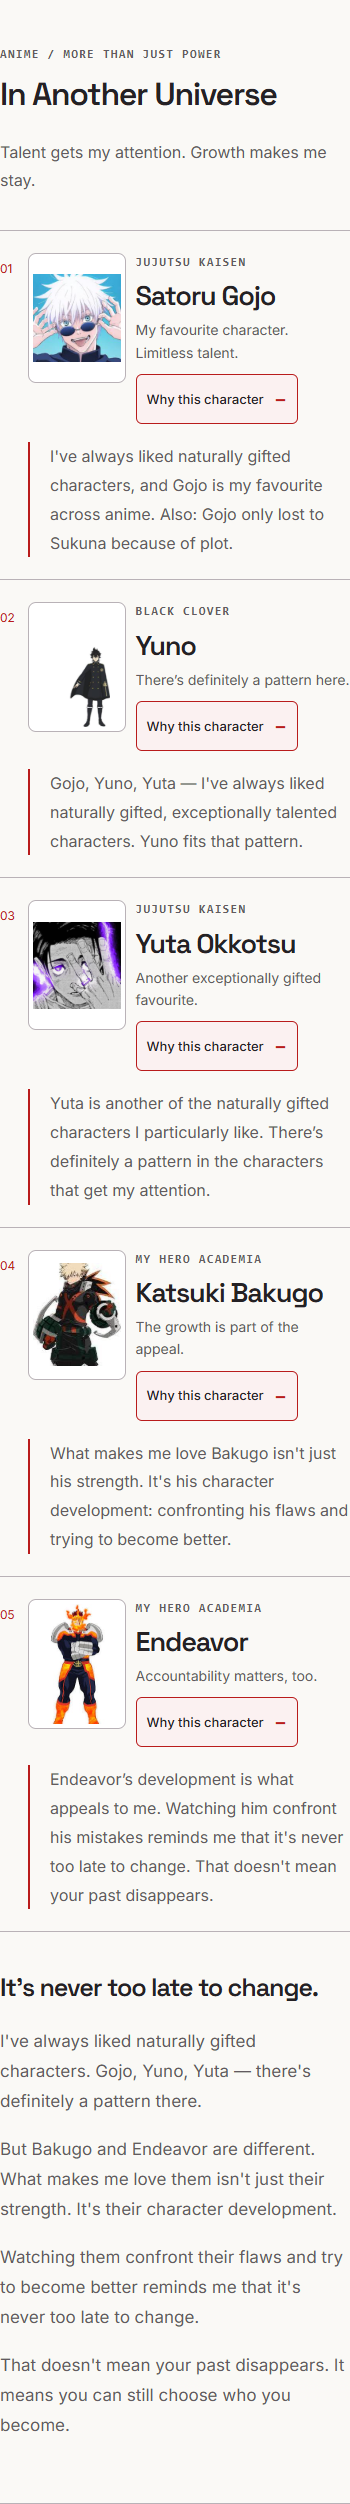 ANIME / MORE THAN JUST POWER
In Another Universe
Talent gets my attention. Growth makes me
stay.
01
JUJUTSU KAISEN
Satoru Gojo
My favourite character.
Limitless talent.
Why this character –
I've always liked naturally gifted
characters, and Gojo is my favourite
across anime. Also: Gojo only lost to
Sukuna because of plot.
02
BLACK CLOVER
Yuno
There’s definitely a pattern here.
Why this character –
Gojo, Yuno, Yuta — I've always liked
naturally gifted, exceptionally talented
characters. Yuno fits that pattern.
03
JUJUTSU KAISEN
Yuta Okkotsu
Another exceptionally gifted
favourite.
Why this character –
Yuta is another of the naturally gifted
characters I particularly like. There’s
definitely a pattern in the characters
that get my attention.
04
MY HERO ACADEMIA
Katsuki Bakugo
The growth is part of the
appeal.
Why this character –
What makes me love Bakugo isn't just
his strength. It's his character
development: confronting his flaws and
trying to become better.
05
MY HERO ACADEMIA
Endeavor
Accountability matters, too.
Why this character –
Endeavor’s development is what
appeals to me. Watching him confront
his mistakes reminds me that it's never
too late to change. That doesn't mean
your past disappears.
It’s never too late to change.
I've always liked naturally gifted
characters. Gojo, Yuno, Yuta — there's
definitely a pattern there.
But Bakugo and Endeavor are different.
What makes me love them isn't just their
strength. It's their character development.
Watching them confront their flaws and try
to become better reminds me that it's
never too late to change.
That doesn't mean your past disappears. It
means you can still choose who you
become.